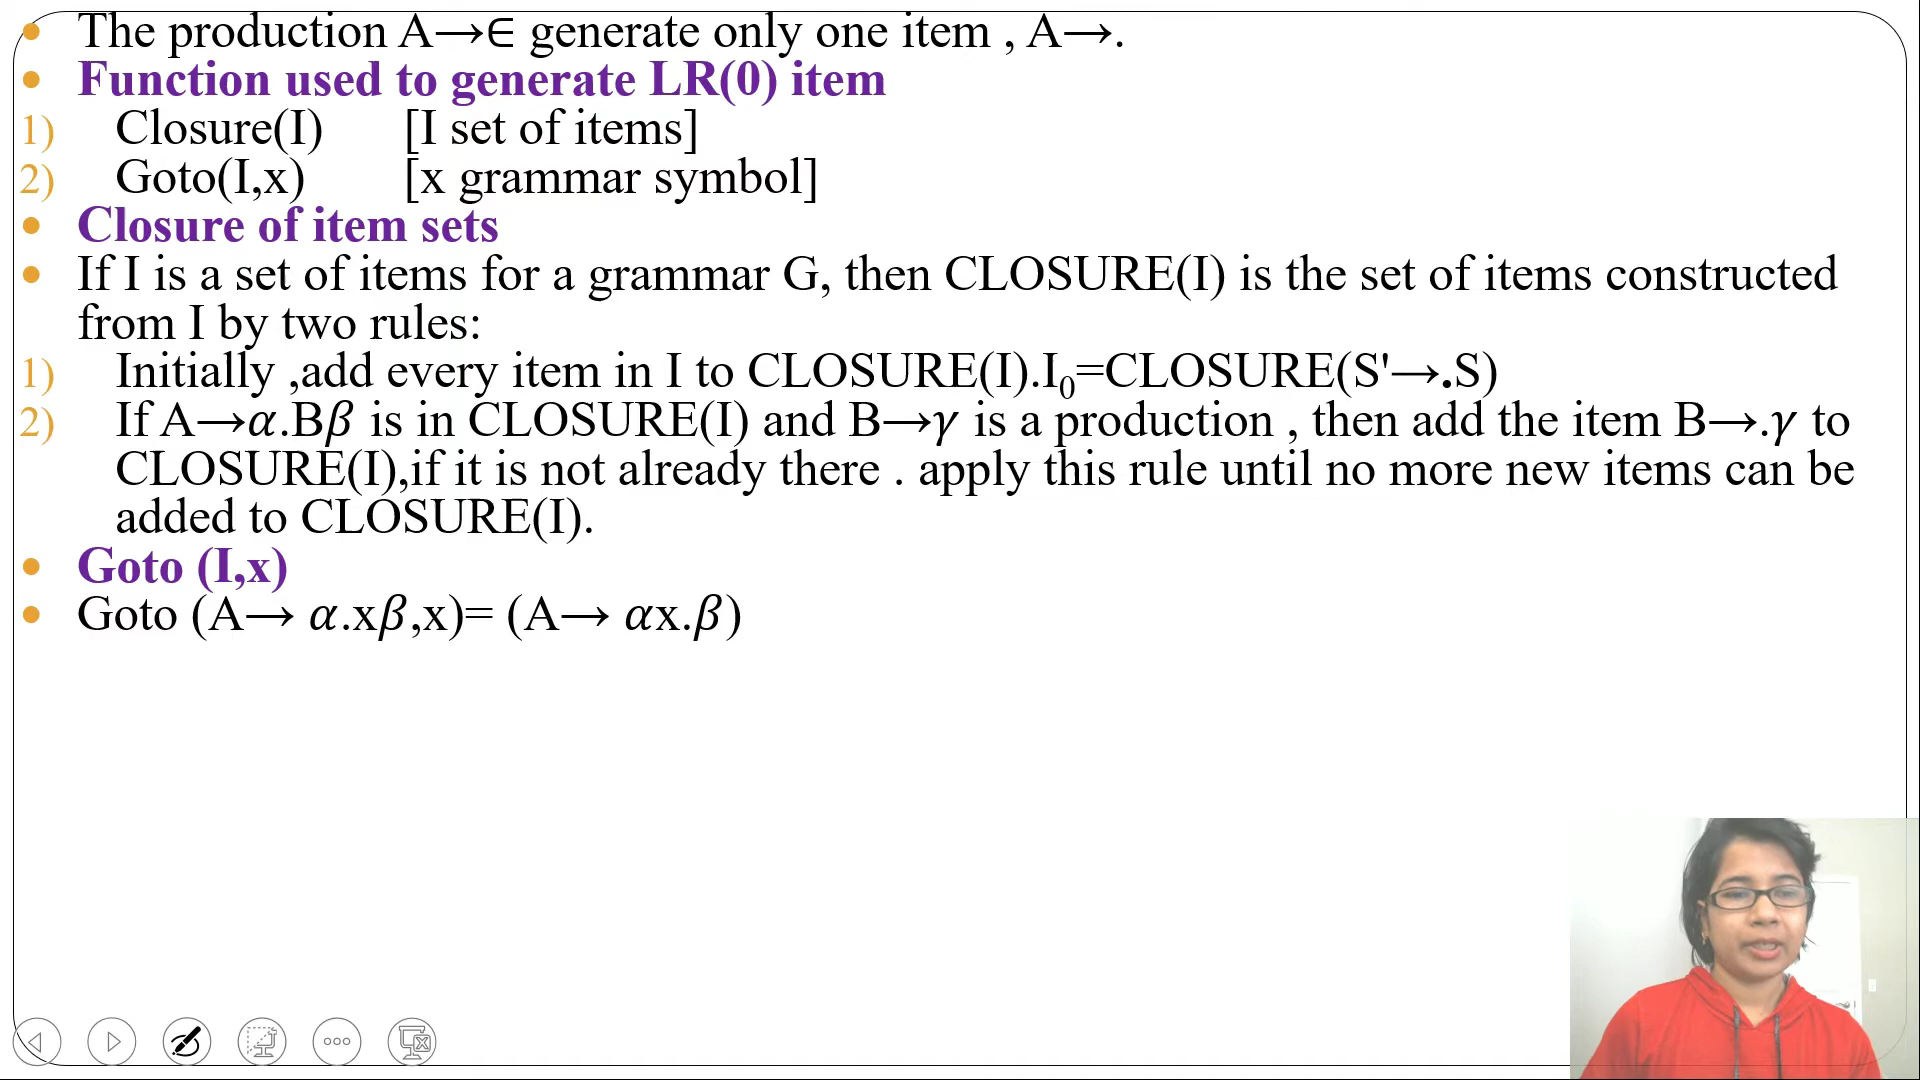 The production A→∈ generate only one item , A→.
Function used to generate LR(0) item
1) Closure(I) [I set of items]
2) Goto(I,x) [x grammar symbol]
Closure of item sets
If I is a set of items for a grammar G, then CLOSURE(I) is the set of items constructed
from I by two rules:
1) Initially ,add every item in I to CLOSURE(I).I₀=CLOSURE(S'→.S)
2) If A→𝛼.B𝛽 is in CLOSURE(I) and B→𝛾 is a production , then add the item B→.𝛾 to
CLOSURE(I),if it is not already there . apply this rule until no more new items can be
added to CLOSURE(I).
Goto (I,x)
Goto (A→ 𝛼.x𝛽,x)= (A→ 𝛼x.𝛽)